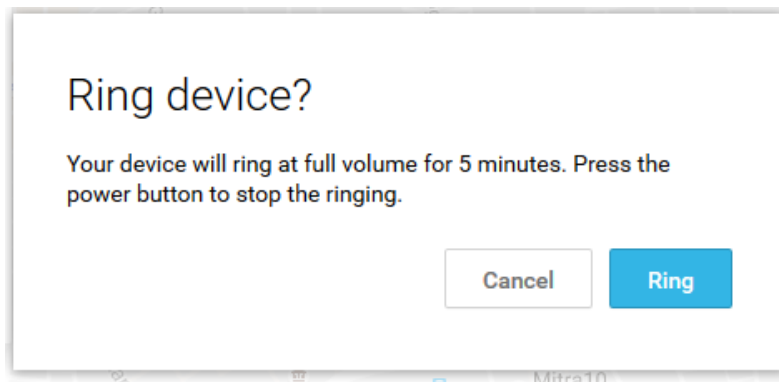 Ring device?
Your device will ring at full volume for 5 minutes. Press the
power button to stop the ringing.
Cancel
Ring
Mitra10